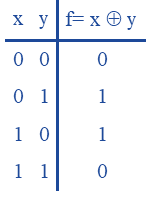 x y f= x ⊕ y
0 0 0
0 1 1
1 0 1
1 1 0